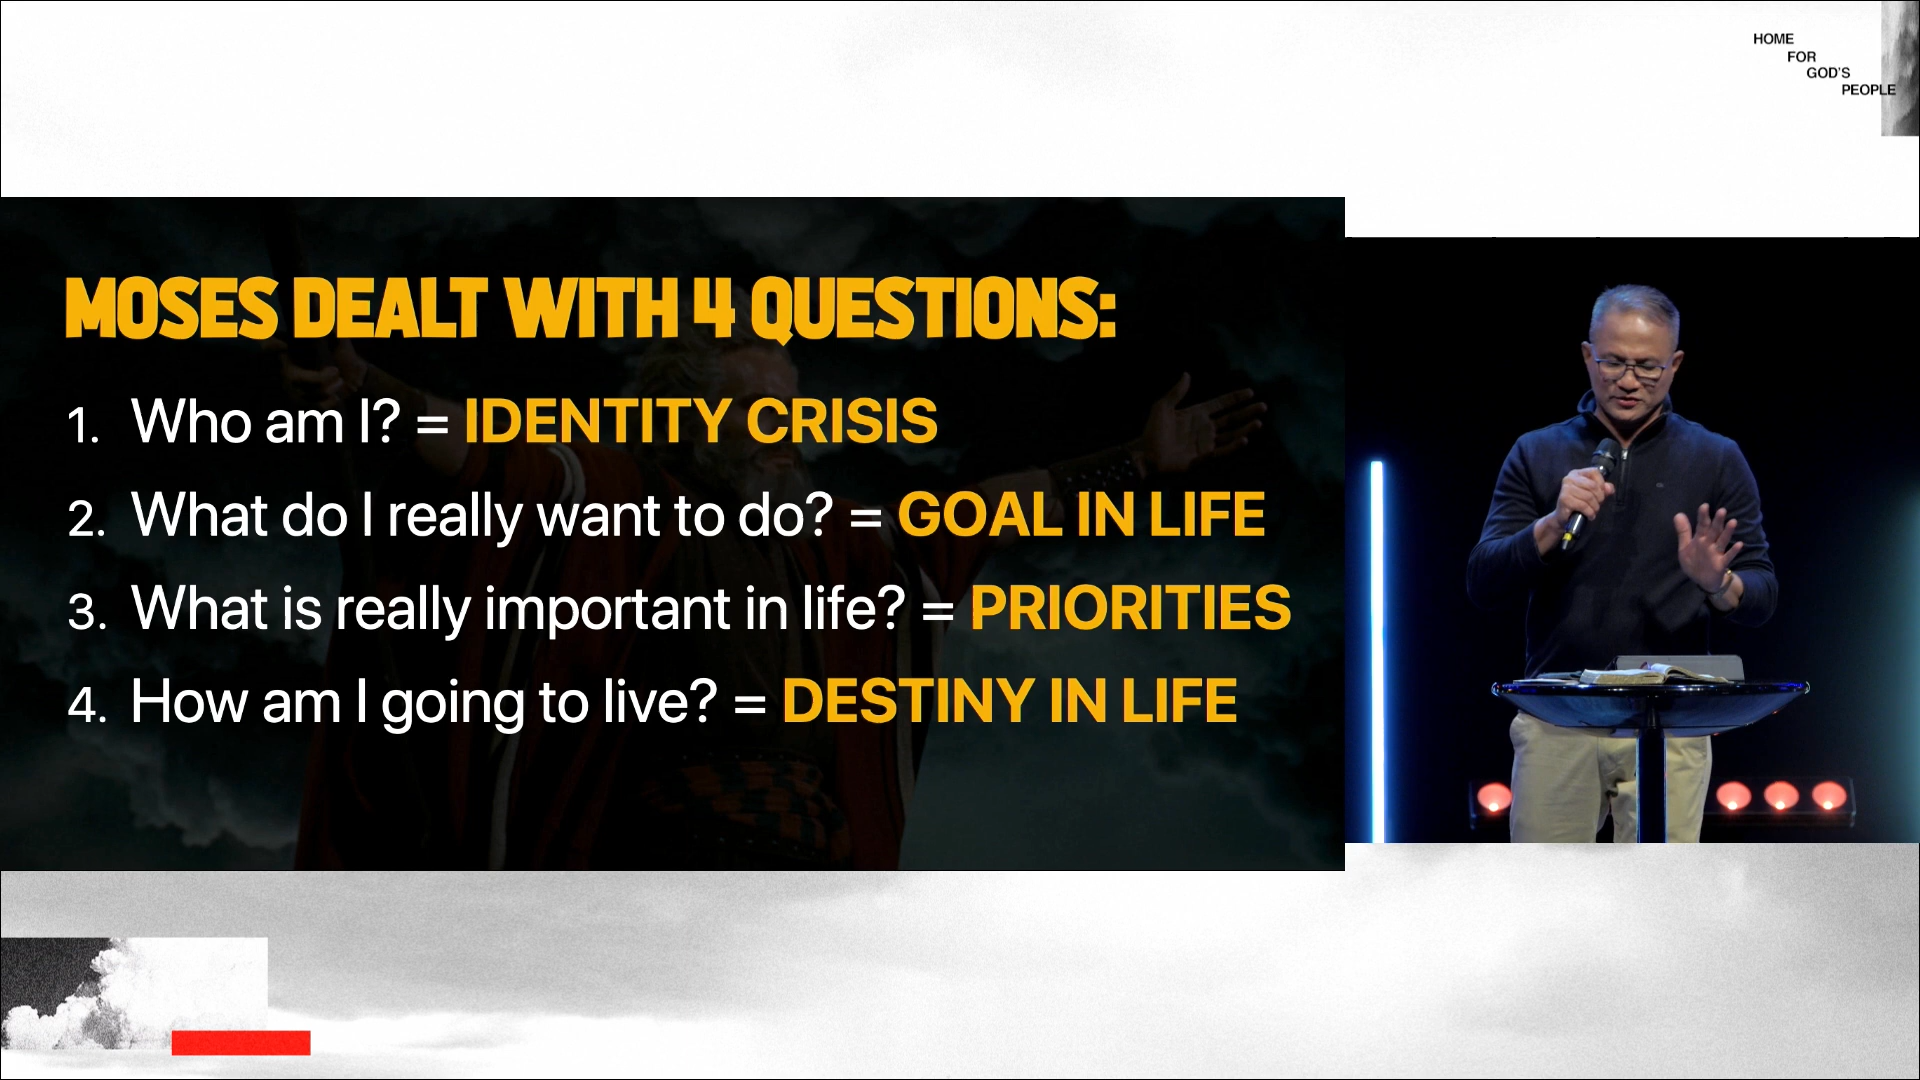 HOME
FOR
GOD'S
PEOPLE
MOSES DEALT WITH 4 QUESTIONS:
1. Who am I? = IDENTITY CRISIS
2. What do I really want to do? = GOAL IN LIFE
3. What is really important in life? = PRIORITIES
4. How am I going to live? = DESTINY IN LIFE